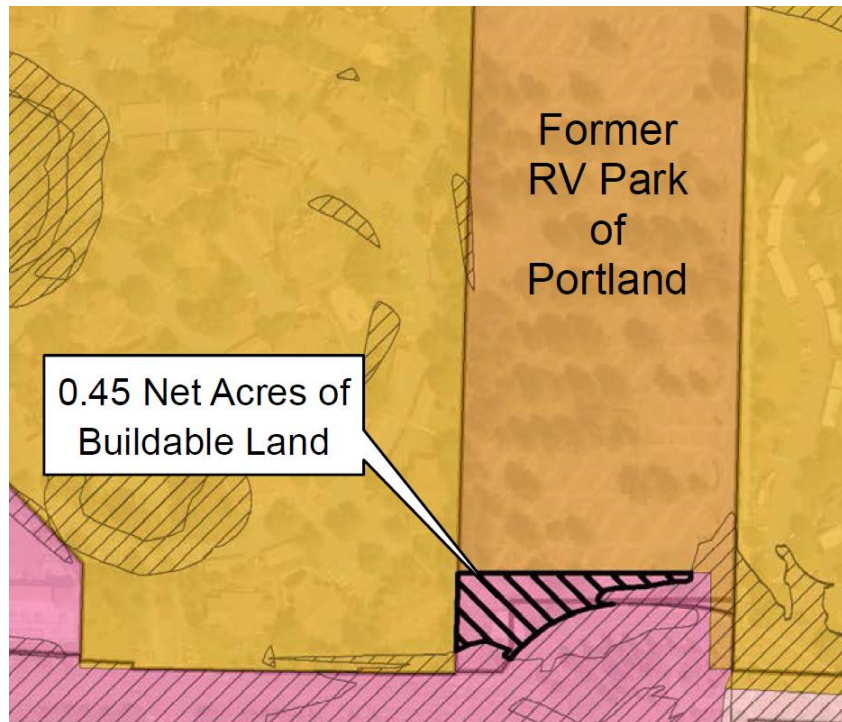 Former
RV Park
of
Portland
0.45 Net Acres of
Buildable Land